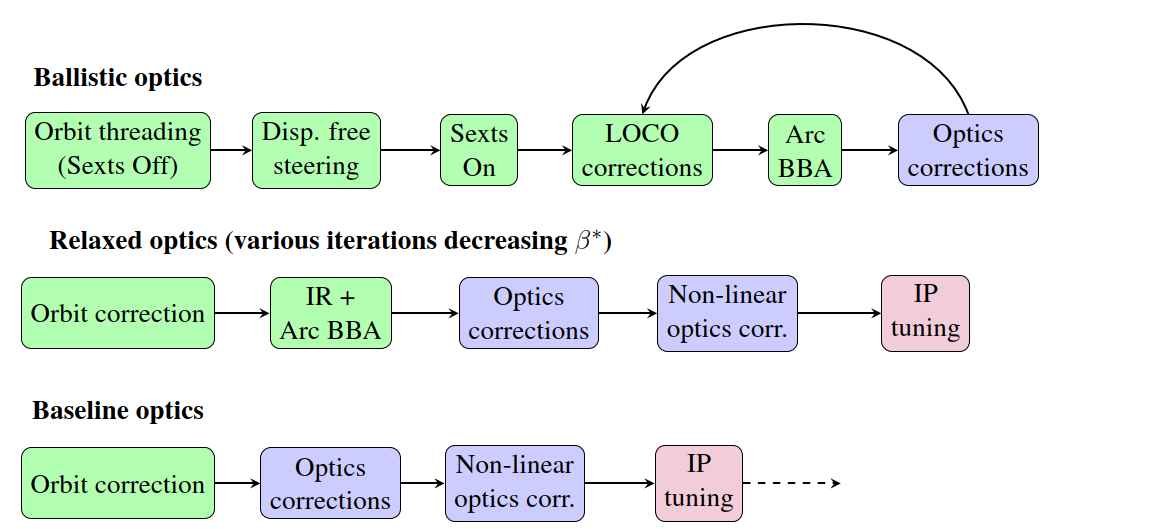 Ballistic optics
Orbit threading
(Sexts Off)
Disp. free
steering
Sexts
On
LOCO
corrections
Arc
BBA
Optics
corrections
Relaxed optics (various iterations decreasing β*)
Orbit correction
IR +
Arc BBA
Optics
corrections
Non-linear
optics corr.
IP
tuning
Baseline optics
Orbit correction
Optics
corrections
Non-linear
optics corr.
IP
tuning